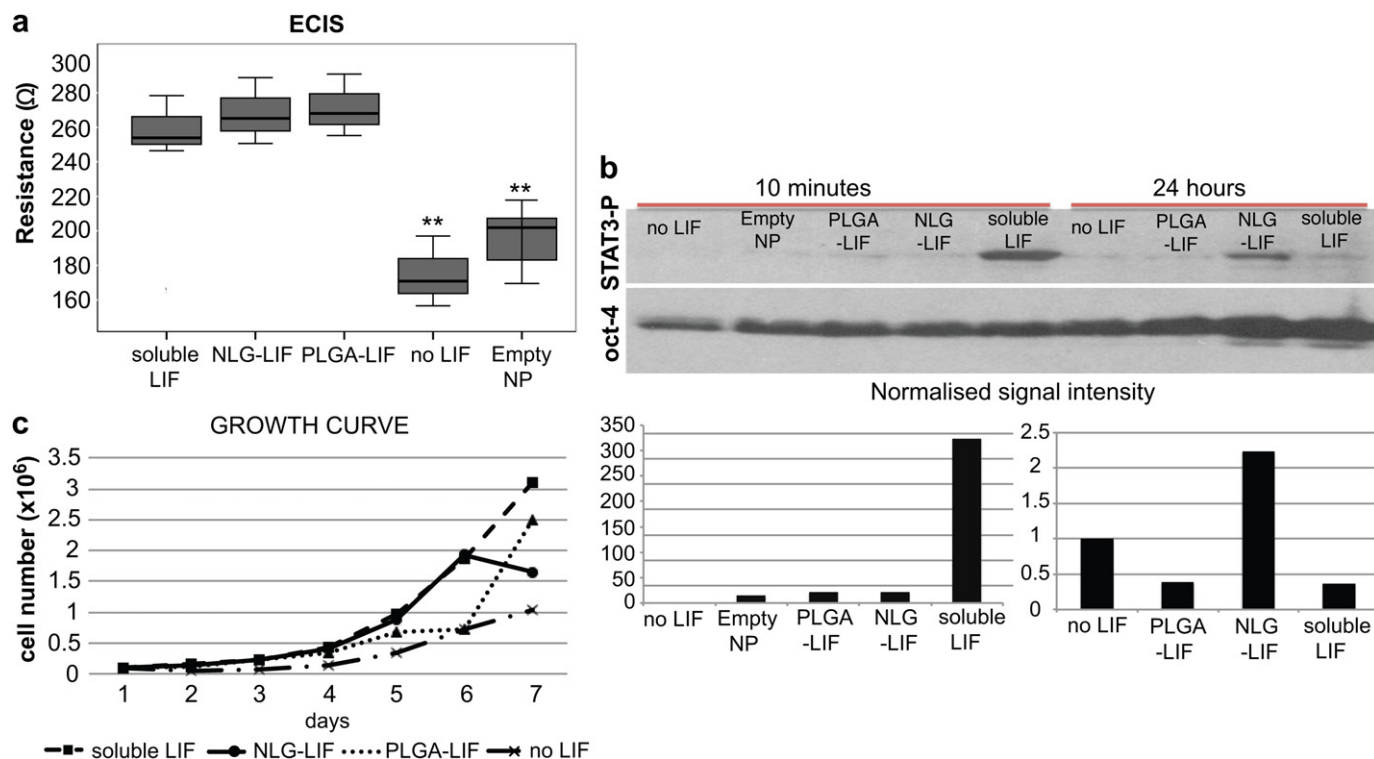 a
ECIS
Resistance (Ω)
300
280
260
240
220
200
180
160
**
**
soluble LIF
NLG-LIF
PLGA-LIF
no LIF
Empty NP
b
10 minutes
24 hours
STAT3-P
no LIF
Empty NP
PLGA -LIF
NLG -LIF
soluble LIF
no LIF
PLGA -LIF
NLG -LIF
soluble LIF
oct-4
Normalised signal intensity
350
300
250
200
150
100
50
0
no LIF
Empty NP
PLGA -LIF
NLG -LIF
soluble LIF
2.5
2
1.5
1
0.5
0
no LIF
PLGA -LIF
NLG -LIF
soluble LIF
c
GROWTH CURVE
cell number (x10⁶)
3.5
3
2.5
2
1.5
1
0.5
0
1 2 3 4 5 6 7
days
soluble LIF NLG-LIF PLGA-LIF no LIF